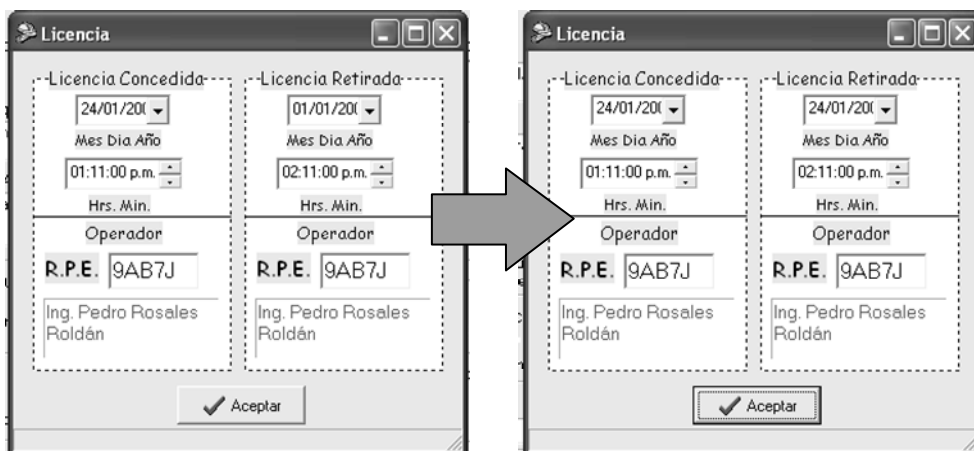 Licencia
Licencia Concedida
24/01/20(
Mes Dia Año
01:11:00 p.m.
Hrs. Min.
Operador
R.P.E. 9AB7J
Ing. Pedro Rosales
Roldán
Licencia Retirada
01/01/20(
Mes Dia Año
02:11:00 p.m.
Hrs. Min.
Operador
R.P.E. 9AB7J
Ing. Pedro Rosales
Roldán
Aceptar
Licencia
Licencia Concedida
24/01/20(
Mes Dia Año
01:11:00 p.m.
Hrs. Min.
Operador
R.P.E. 9AB7J
Ing. Pedro Rosales
Roldán
Licencia Retirada
24/01/20(
Mes Dia Año
02:11:00 p.m.
Hrs. Min.
Operador
R.P.E. 9AB7J
Ing. Pedro Rosales
Roldán
Aceptar